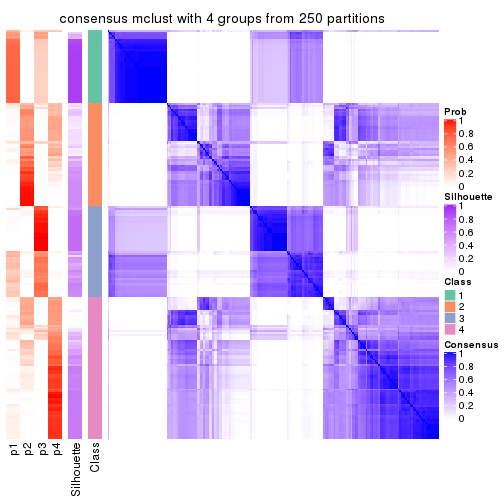 consensus mclust with 4 groups from 250 partitions
Prob
1
0.8
0.6
0.4
0.2
0
Silhouette
1
0.8
0.6
0.4
0.2
0
Class
1
2
3
4
Consensus
1
0.8
0.6
0.4
0.2
0
p1
p2
p3
p4
Silhouette
Class